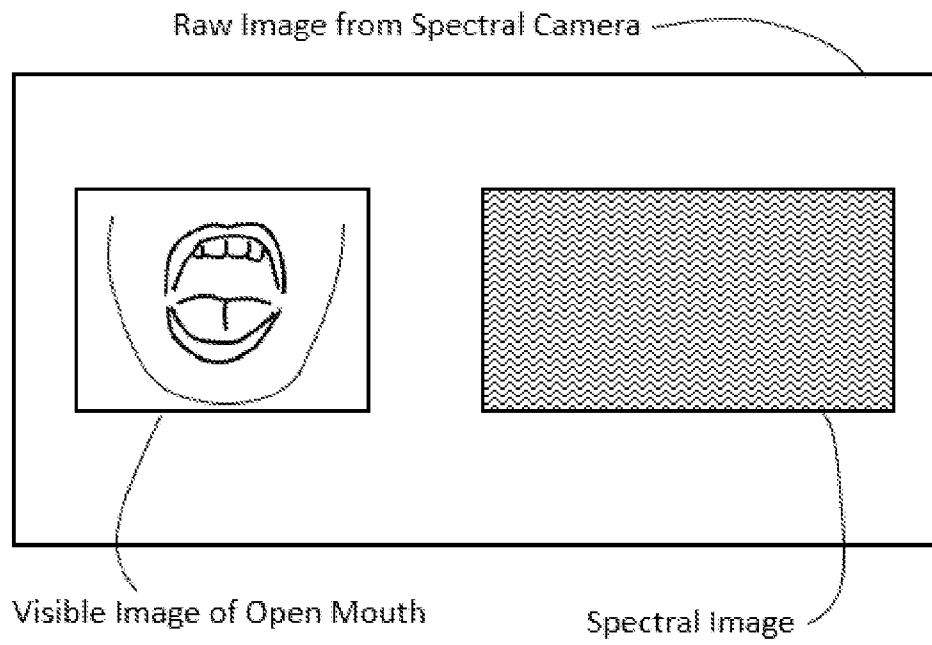 Raw Image from Spectral Camera
Visible Image of Open Mouth
Spectral Image